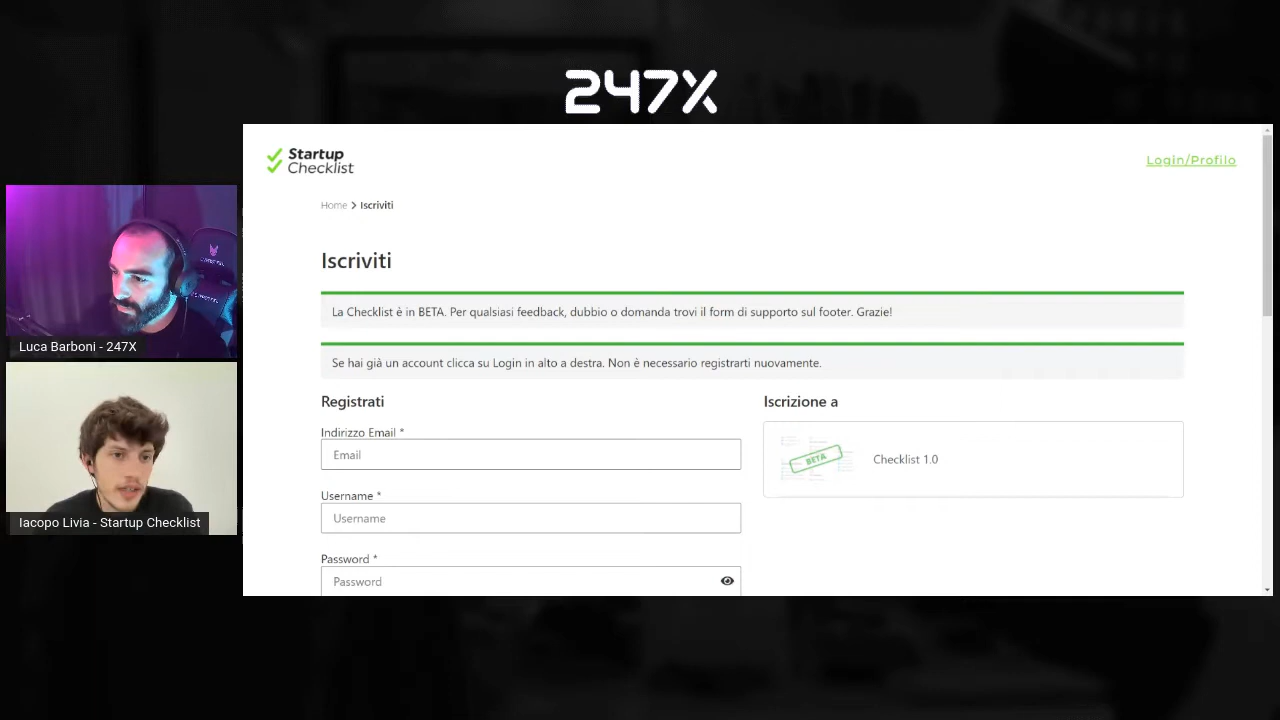 247X
Startup
Checklist
Login/Profilo
Home > Iscriviti
Iscriviti
La Checklist è in BETA. Per qualsiasi feedback, dubbio o domanda trovi il form di supporto sul footer. Grazie!
Se hai già un account clicca su Login in alto a destra. Non è necessario registrarti nuovamente.
Registrati
Iscrizione a
Indirizzo Email *
Email
BETA
Checklist 1.0
Username *
Username
Password *
Password
Luca Barboni - 247X
Iacopo Livia - Startup Checklist